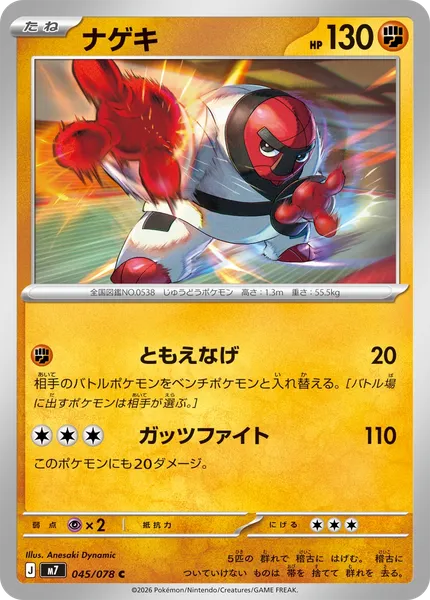 たね ナゲキ HP 130
全国図鑑NO.0538 じゅうどうポケモン 高さ:1.3m 重さ:55.5kg
ともえなげ 20
相手のバトルポケモンをベンチポケモンと入れ替える。[バトル場
に出すポケモンは相手が選ぶ。]
ガッツファイト 110
このポケモンにも20ダメージ。
弱点 ×2 抵抗力 にげる
Illus. Anesaki Dynamic
J m7 045/078 C
5匹の 群れで 稽古に はげむ。 稽古に
ついていけない ものは 帯を 捨てて 群れを 去る。
©2026 Pokémon/Nintendo/Creatures/GAME FREAK.